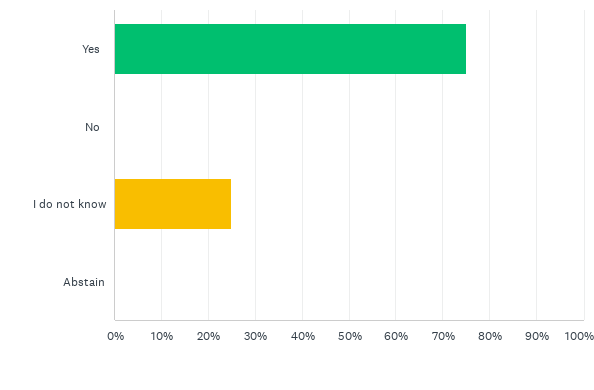 Yes
No
I do not know
Abstain
0% 10% 20% 30% 40% 50% 60% 70% 80% 90% 100%